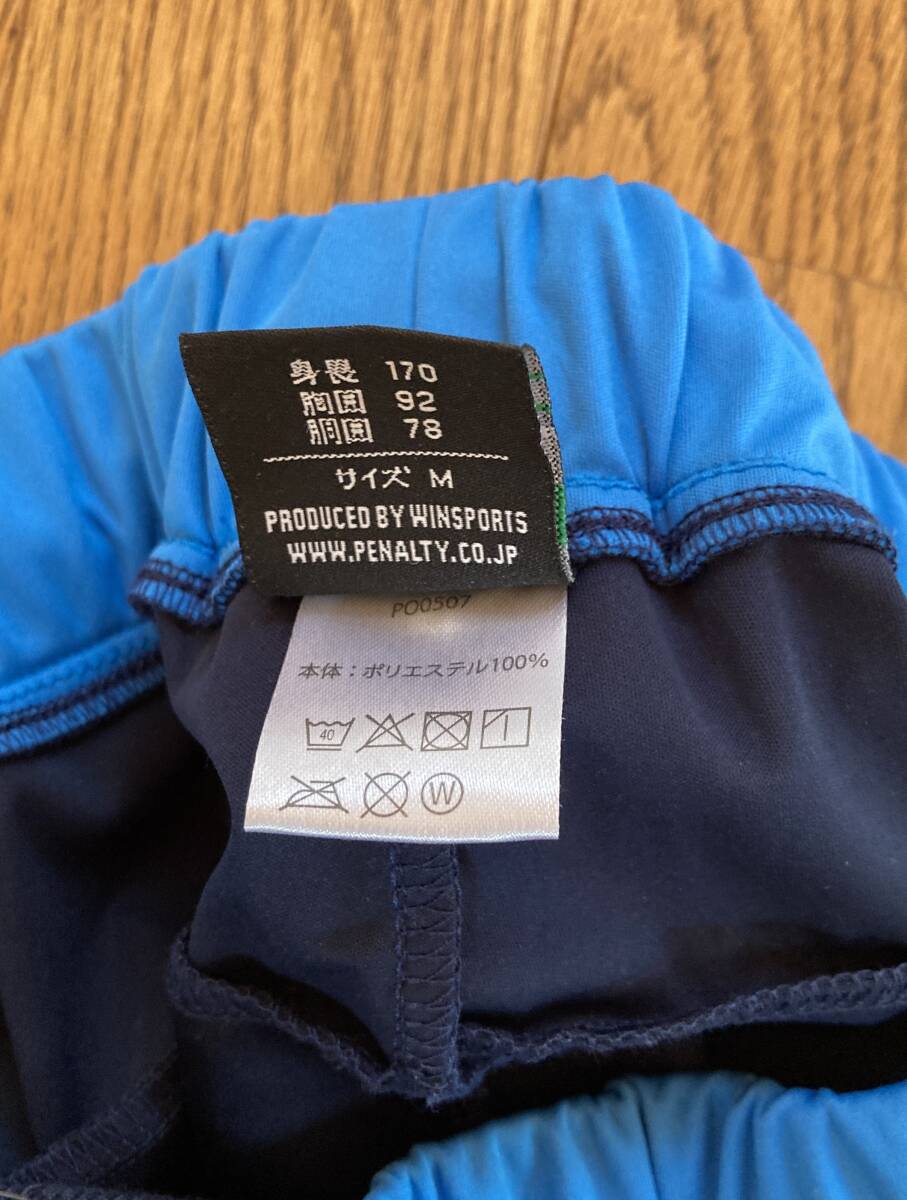 身長 170
胸囲 92
胴囲 78
サイズ M
PRODUCED BY WINSPORTS
WWW.PENALTY.CO.JP
PO0567
本体：ポリエステル100%
40
W